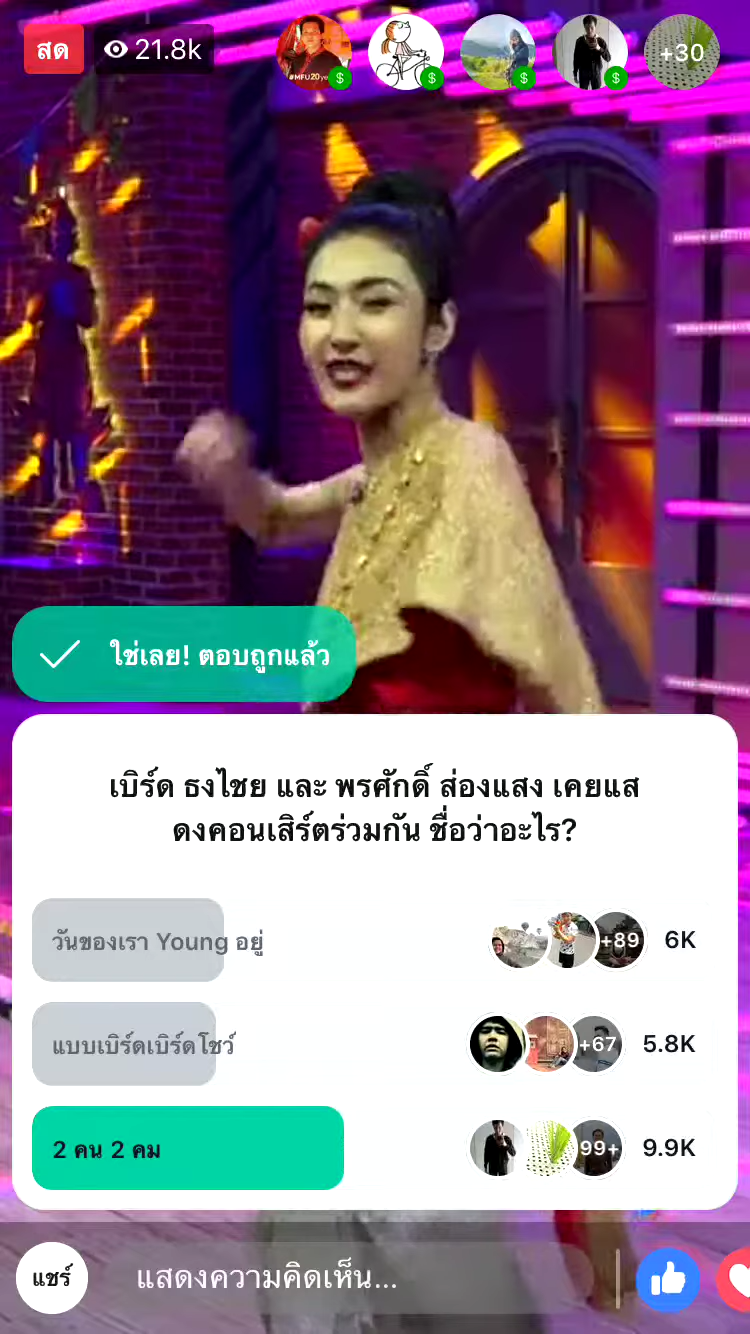 สด
21.8k
#MFU20ye
$
$
$
$
+30
ใช่เลย! ตอบถูกแล้ว
เบิร์ด ธงไชย และ พรศักดิ์ ส่องแสง เคยแส
ดงคอนเสิร์ตร่วมกัน ชื่อว่าอะไร?
วันของเรา Young อยู่
+89
6K
แบบเบิร์ดเบิร์ดโชว์
+67
5.8K
2 คน 2 คม
99+
9.9K
แชร์
แสดงความคิดเห็น...